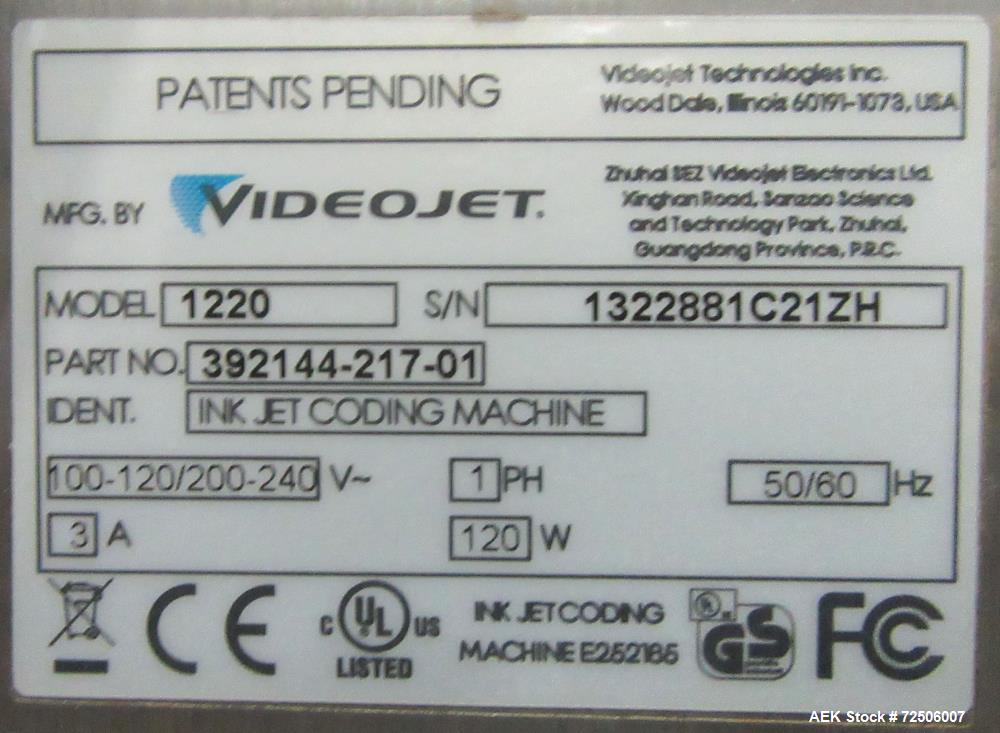 PATENTS PENDING
Videojet Technologies Inc.
Wood Dale, Illinois 60191-1073, USA
MFG. BY VIDEOJET.
Zhuhai SEZ Videojet Electronics Ltd.
Xinghan Road, Sanzao Science
and Technology Park, Zhuhai,
Guangdong Province, P.R.C.
MODEL 1220 S/N 1322881C21ZH
PART NO. 392144-217-01
IDENT. INK JET CODING MACHINE
100-120/200-240 V~ 1 PH 50/60 Hz
3 A 120 W
CE
C UL US
LISTED
INK JET CODING
MACHINE E252185
UL
GS
FC
AEK Stock # 72506007